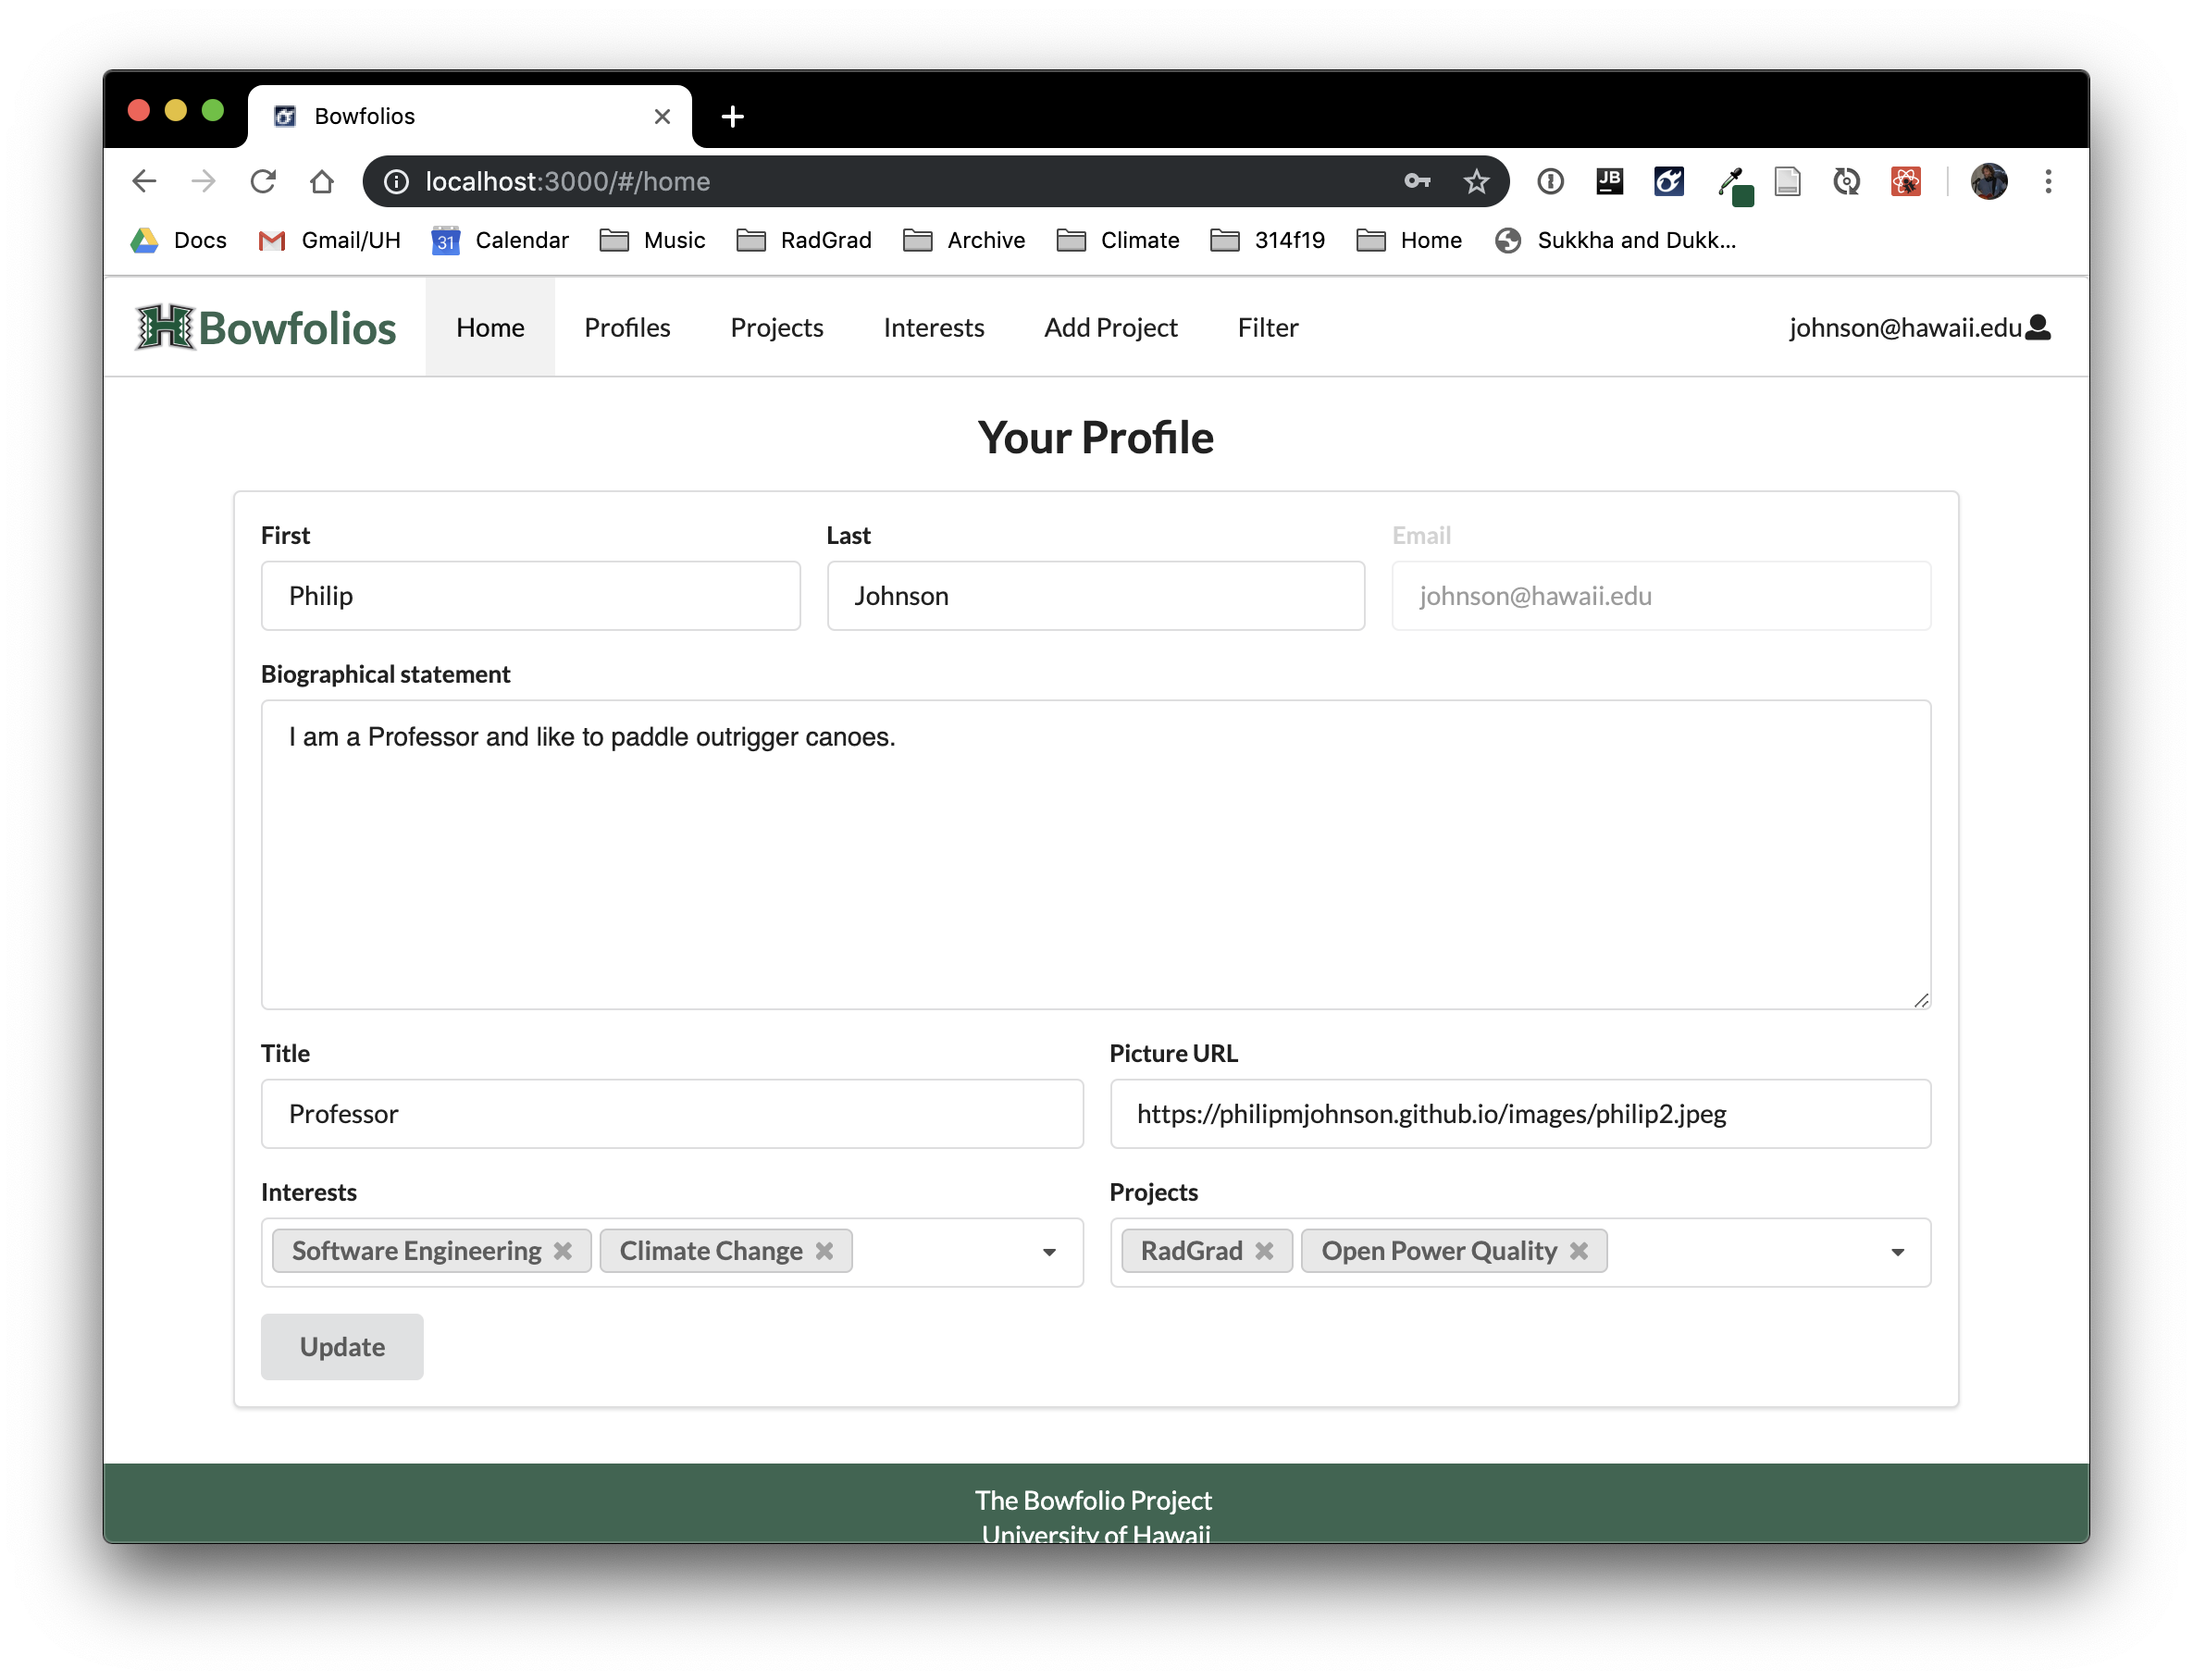 Bowfolios
localhost:3000/#/home
JB
Docs Gmail/UH 31 Calendar Music RadGrad Archive Climate 314f19 Home Sukkha and Dukk...
H Bowfolios Home Profiles Projects Interests Add Project Filter johnson@hawaii.edu
Your Profile
First Last Email
Philip Johnson johnson@hawaii.edu
Biographical statement
I am a Professor and like to paddle outrigger canoes.
Title Picture URL
Professor https://philipmjohnson.github.io/images/philip2.jpeg
Interests Projects
Software Engineering Climate Change RadGrad Open Power Quality
Update
The Bowfolio Project
University of Hawaii